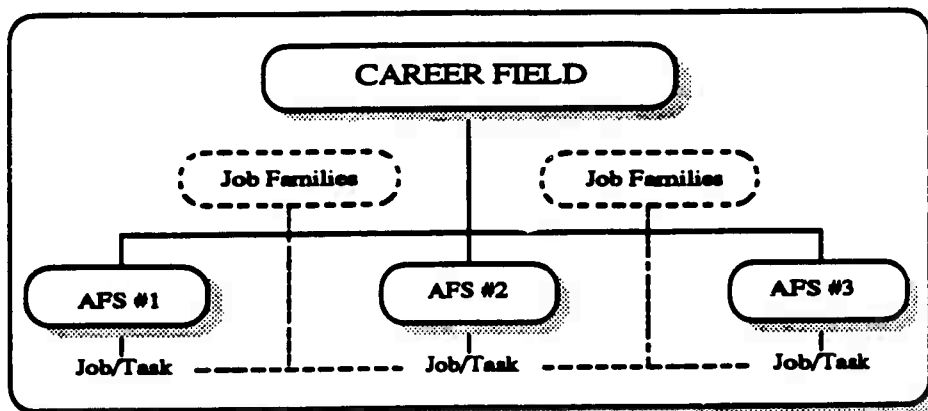 CAREER FIELD
Job Families
Job Families
AFS #1
AFS #2
AFS #3
Job/Task
Job/Task
Job/Task